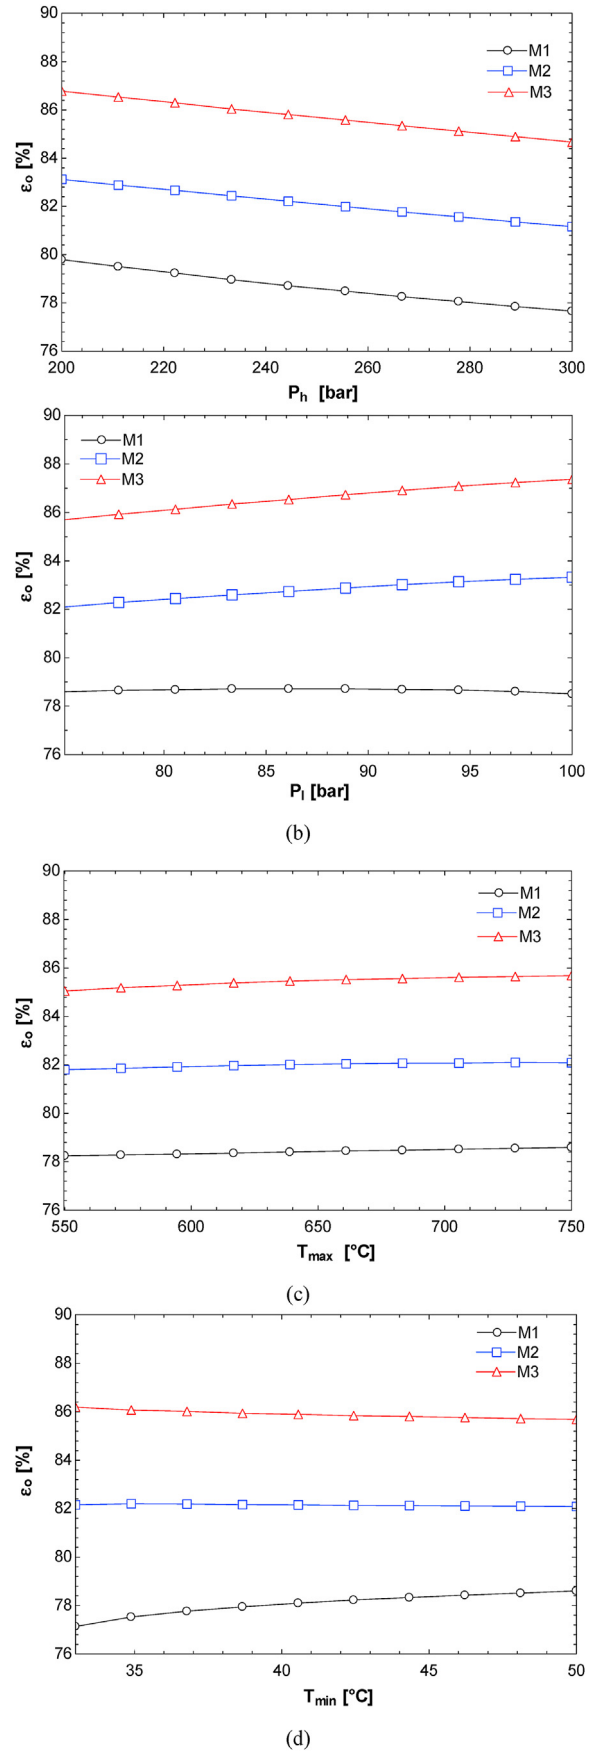 90
88
86
84
82
80
78
76
εo [%]
M1
M2
M3
200 220 240 260 280 300
Ph [bar]
90
88
86
84
82
80
78
76
εo [%]
M1
M2
M3
80 85 90 95 100
Pl [bar]
(b)
90
88
86
84
82
80
78
76
εo [%]
M1
M2
M3
550 600 650 700 750
Tmax [°C]
(c)
90
88
86
84
82
80
78
76
εo [%]
M1
M2
M3
35 40 45 50
Tmin [°C]
(d)